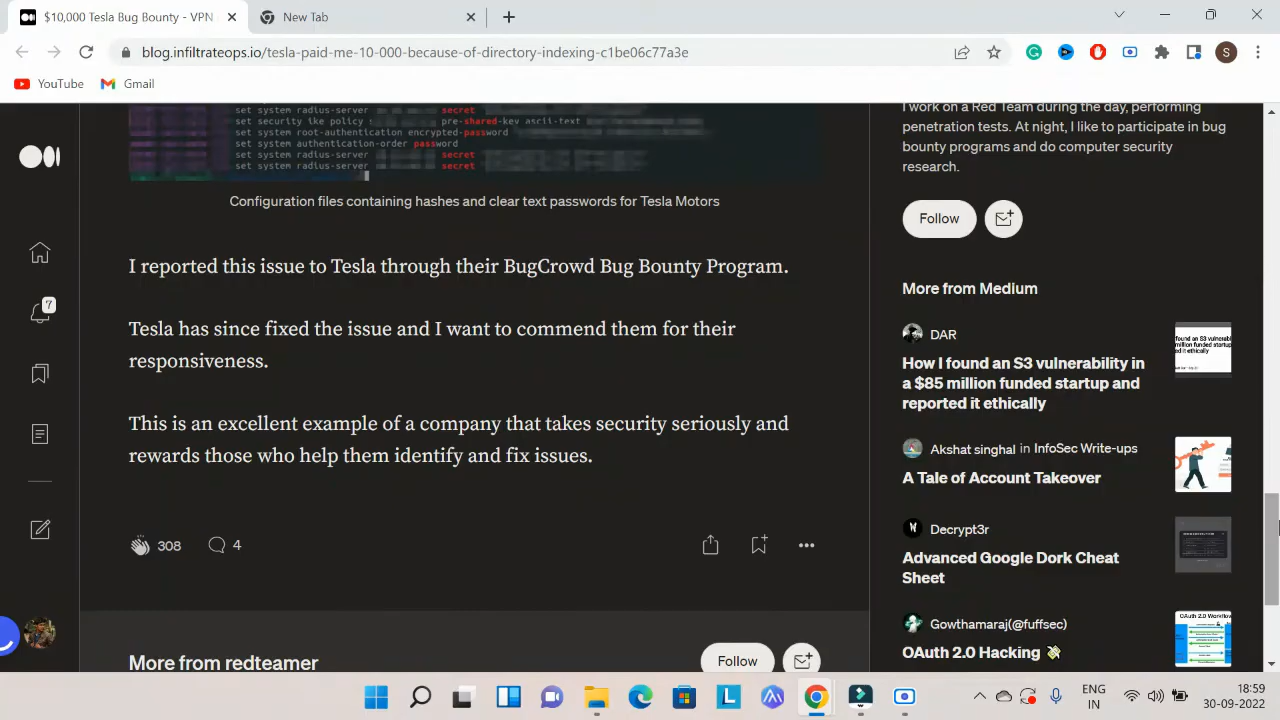 $10,000 Tesla Bug Bounty - VPN
New Tab
blog.infiltrateops.io/tesla-paid-me-10-000-because-of-directory-indexing-c1be06c77a3e
S
YouTube
Gmail
set system radius-server secret
set security ike policy pre-shared-key ascii-text
set system root-authentication encrypted-password
set system authentication-order password
set system radius-server secret
set system radius-server secret
Configuration files containing hashes and clear text passwords for Tesla Motors
I reported this issue to Tesla through their BugCrowd Bug Bounty Program.
Tesla has since fixed the issue and I want to commend them for their
responsiveness.
This is an excellent example of a company that takes security seriously and
rewards those who help them identify and fix issues.
308
4
More from redteamer
Follow
7
I work on a Red Team during the day, performing
penetration tests. At night, I like to participate in bug
bounty programs and do computer security
research.
Follow
More from Medium
DAR
How I found an S3 vulnerability in
a $85 million funded startup and
reported it ethically
Akshat singhal in InfoSec Write-ups
A Tale of Account Takeover
Decrypt3r
Advanced Google Dork Cheat
Sheet
Gowthamaraj(@fuffsec)
OAuth 2.0 Hacking
OAuth 2.0 Workflow
L
ENG
IN
18:59
30-09-2022